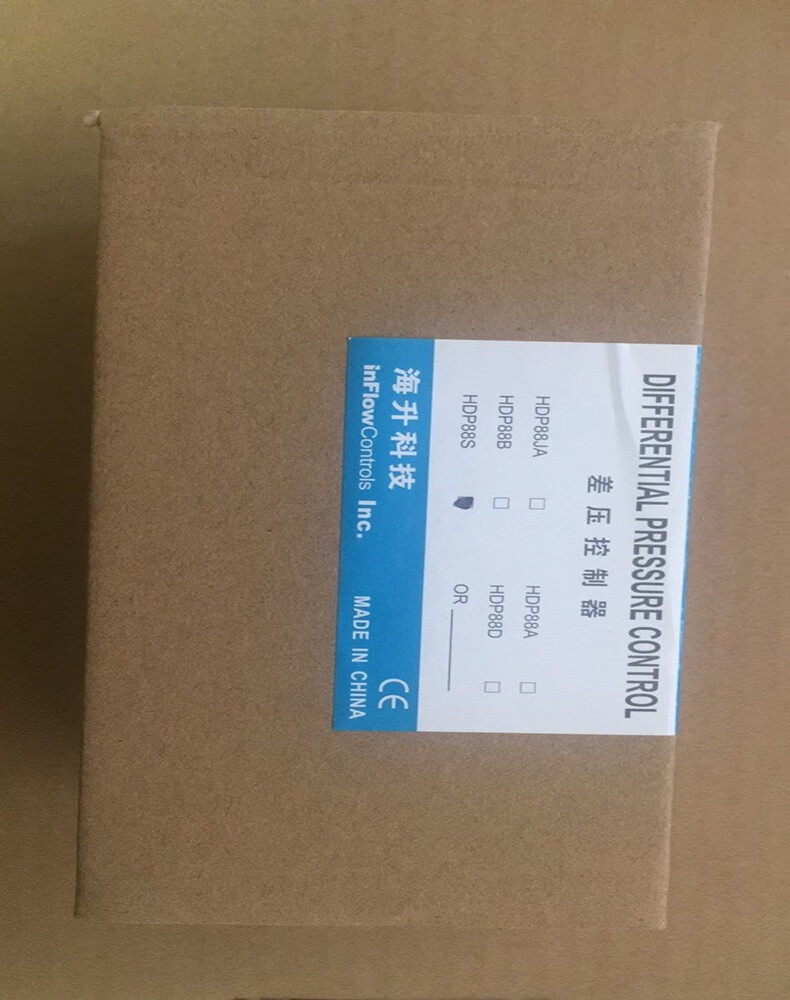 DIFFERENTIAL PRESSURE CONTROL
差压控制器
HDP88JA □ HDP88A □
HDP88B □ HDP88D □
HDP88S ■ OR ____
海升科技 CE
inFlowControls Inc. MADE IN CHINA